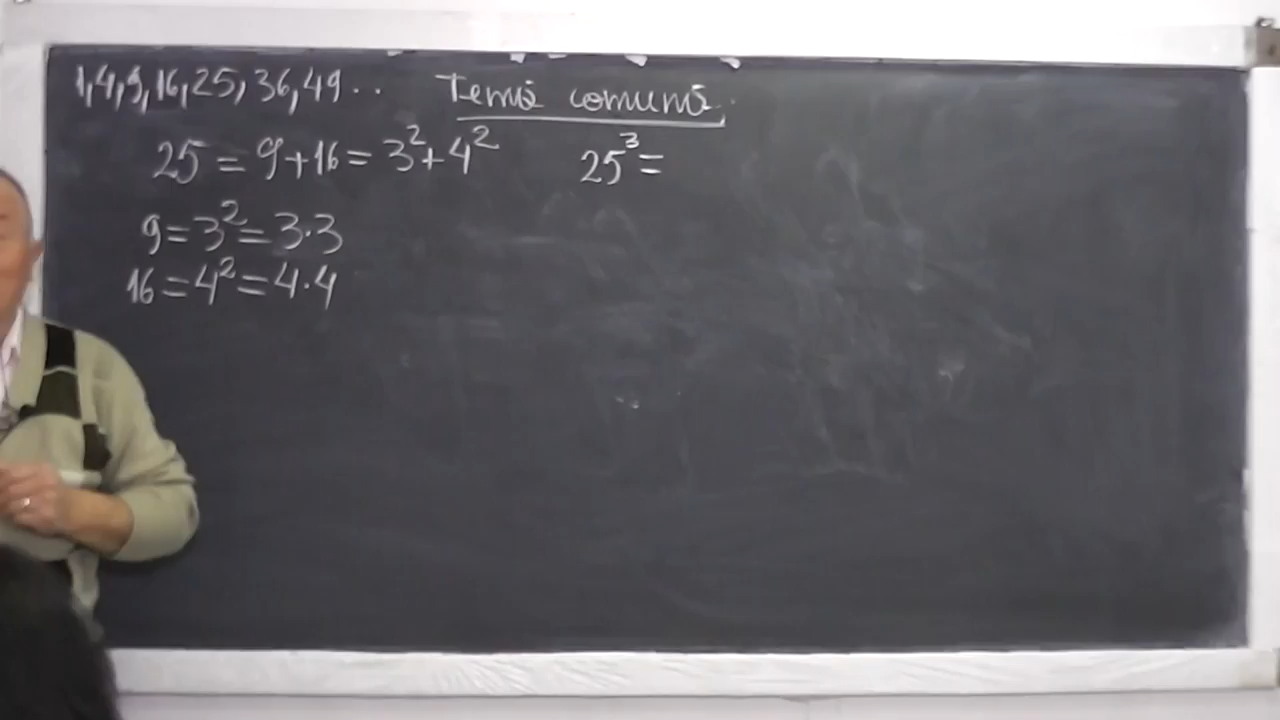 1,4,9,16,25,36,49..
Temă comună
25 = 9+16 = 3²+4²
25³=
9=3²=3·3
16=4²=4·4